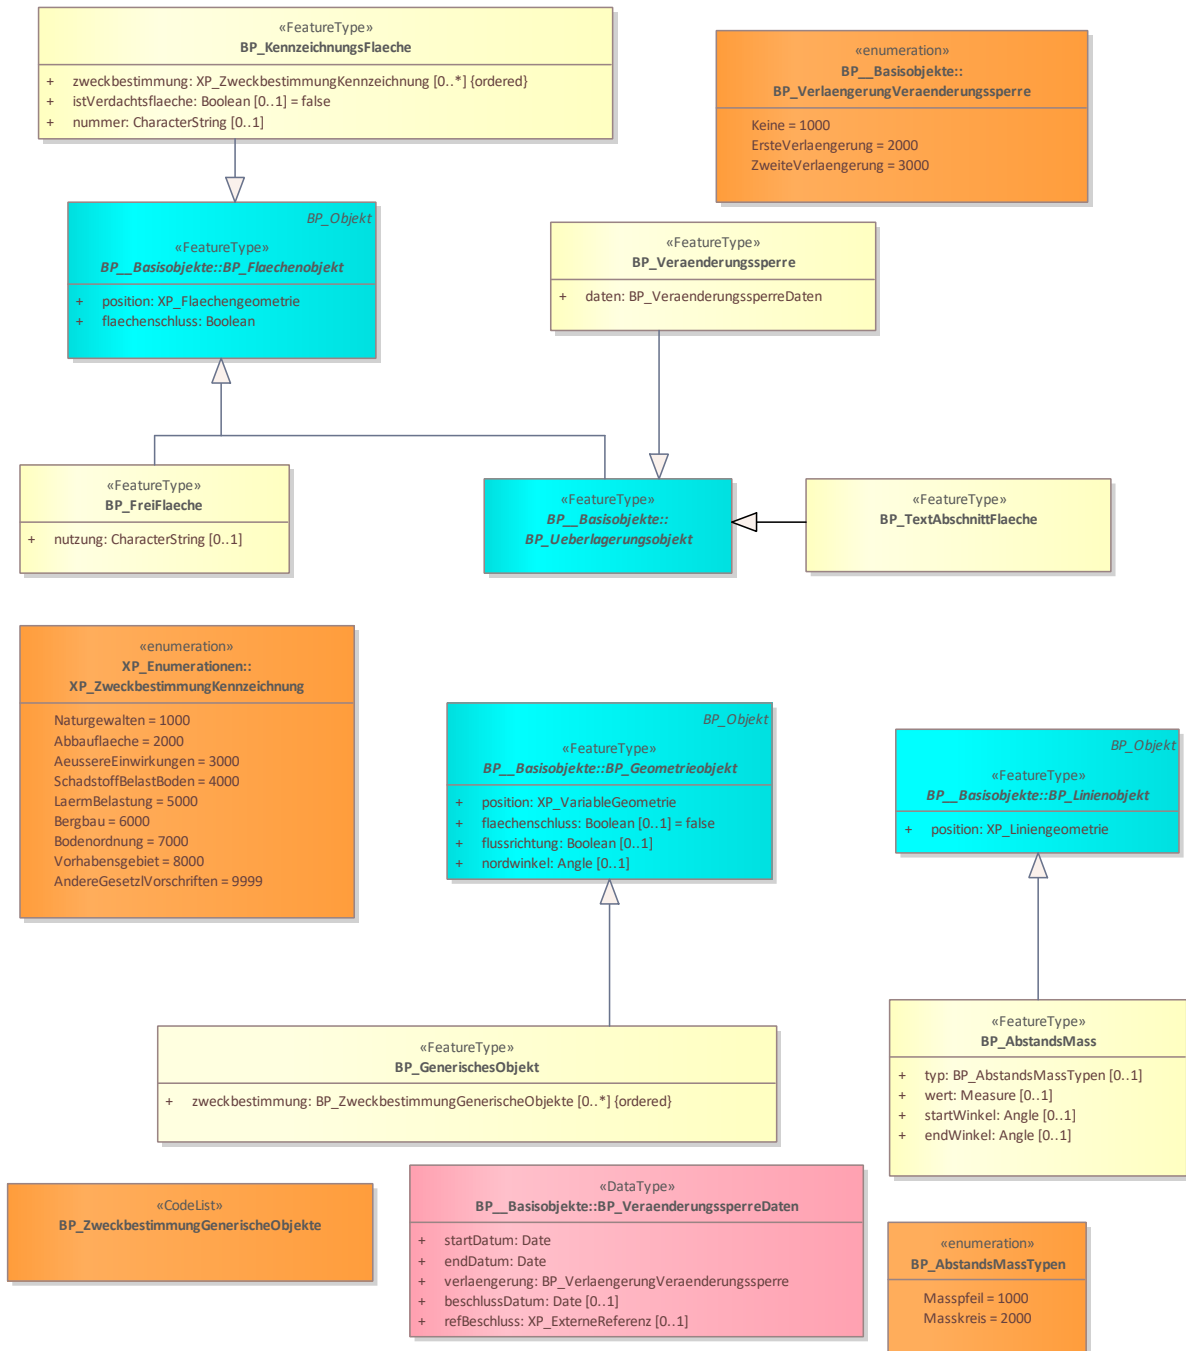 «FeatureType»
BP_KennzeichnungsFlaeche
+ zweckbestimmung: XP_ZweckbestimmungKennzeichnung [0..*] {ordered}
+ istVerdachtsflaeche: Boolean [0..1] = false
+ nummer: CharacterString [0..1]
«enumeration»
BP__Basisobjekte::
BP_VerlaengerungVeraenderungssperre
Keine = 1000
ErsteVerlaengerung = 2000
ZweiteVerlaengerung = 3000
BP_Objekt
«FeatureType»
BP__Basisobjekte::BP_Flaechenobjekt
+ position: XP_Flaechengeometrie
+ flaechenschluss: Boolean
«FeatureType»
BP_Veraenderungssperre
+ daten: BP_VeraenderungssperreDaten
«FeatureType»
BP_FreiFlaeche
+ nutzung: CharacterString [0..1]
«FeatureType»
BP__Basisobjekte::
BP_Ueberlagerungsobjekt
«FeatureType»
BP_TextAbschnittFlaeche
«enumeration»
XP_Enumerationen::
XP_ZweckbestimmungKennzeichnung
Naturgewalten = 1000
Abbauflaeche = 2000
AeussereEinwirkungen = 3000
SchadstoffBelastBoden = 4000
LaermBelastung = 5000
Bergbau = 6000
Bodenordnung = 7000
Vorhabensgebiet = 8000
AndereGesetzlVorschriften = 9999
BP_Objekt
«FeatureType»
BP__Basisobjekte::BP_Geometrieobjekt
+ position: XP_VariableGeometrie
+ flaechenschluss: Boolean [0..1] = false
+ flussrichtung: Boolean [0..1]
+ nordwinkel: Angle [0..1]
BP_Objekt
«FeatureType»
BP__Basisobjekte::BP_Linienobjekt
+ position: XP_Liniengeometrie
«FeatureType»
BP_GenerischesObjekt
+ zweckbestimmung: BP_ZweckbestimmungGenerischeObjekte [0..*] {ordered}
«FeatureType»
BP_AbstandsMass
+ typ: BP_AbstandsMassTypen [0..1]
+ wert: Measure [0..1]
+ startWinkel: Angle [0..1]
+ endWinkel: Angle [0..1]
«CodeList»
BP_ZweckbestimmungGenerischeObjekte
«DataType»
BP__Basisobjekte::BP_VeraenderungssperreDaten
+ startDatum: Date
+ endDatum: Date
+ verlaengerung: BP_VerlaengerungVeraenderungssperre
+ beschlussDatum: Date [0..1]
+ refBeschluss: XP_ExterneReferenz [0..1]
«enumeration»
BP_AbstandsMassTypen
Masspfeil = 1000
Masskreis = 2000